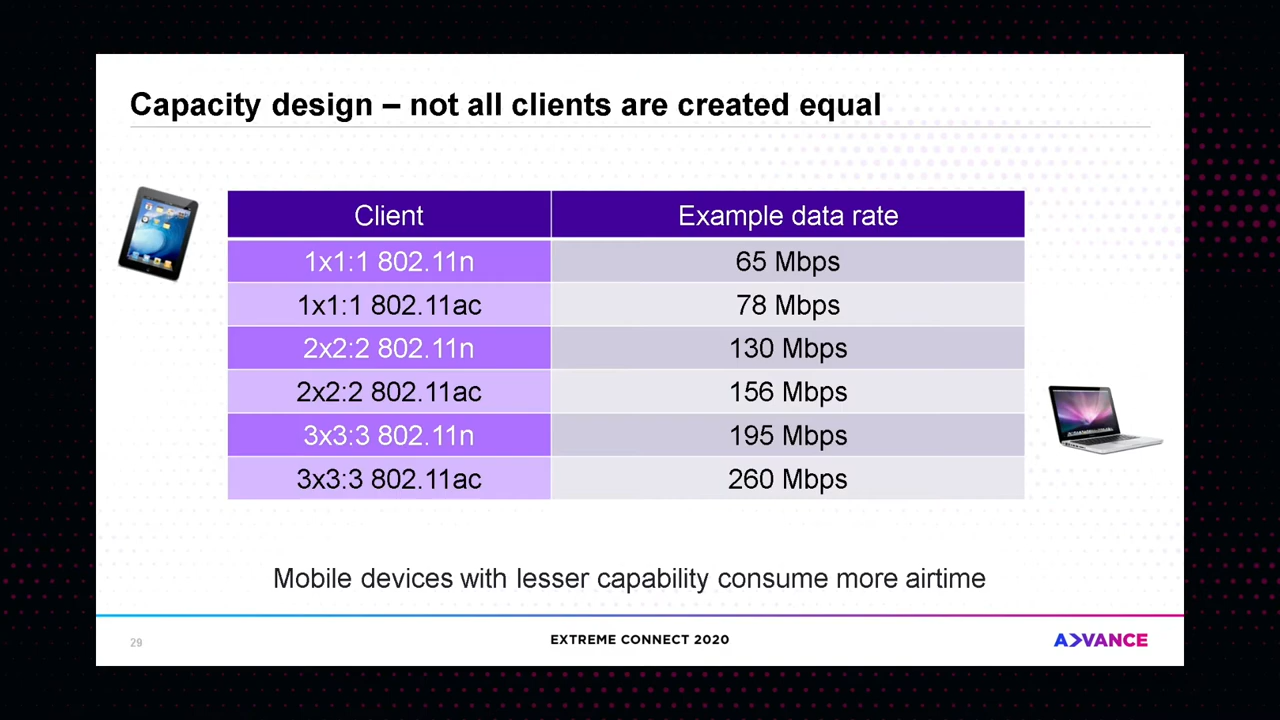 Capacity design – not all clients are created equal
Client Example data rate
1x1:1 802.11n 65 Mbps
1x1:1 802.11ac 78 Mbps
2x2:2 802.11n 130 Mbps
2x2:2 802.11ac 156 Mbps
3x3:3 802.11n 195 Mbps
3x3:3 802.11ac 260 Mbps
Mobile devices with lesser capability consume more airtime
29 EXTREME CONNECT 2020 ADVANCE